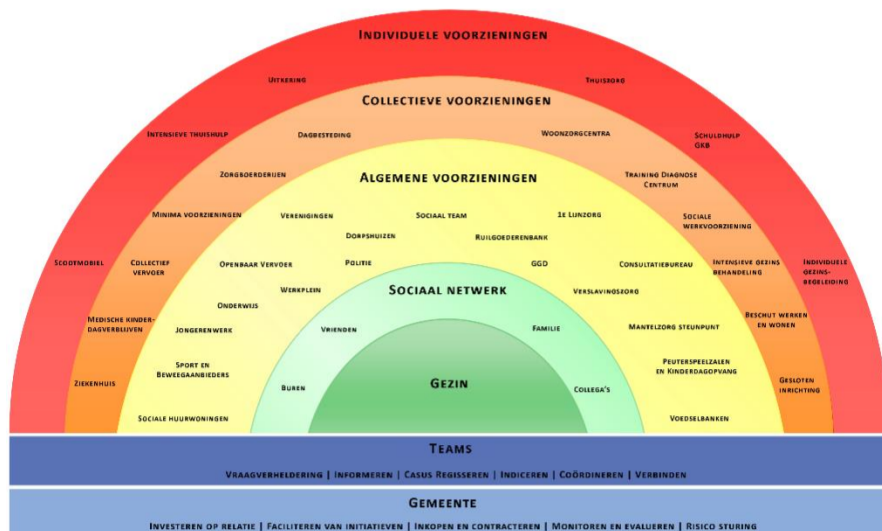 INDIVIDUELE VOORZIENINGEN
UITKERING
THUISZORG
COLLECTIEVE VOORZIENINGEN
INTENSIEVE THUISHULP
DAGBESTEDING
WOONZORGCENTRA
SCHULDHULP
GKB
ZORGBOERDERIJEN
ALGEMENE VOORZIENINGEN
TRAINING DIAGNOSE
CENTRUM
MINIMA VOORZIENINGEN
VERENIGINGEN
SOCIAAL TEAM
1E LIJNZORG
SOCIALE
WERKVOORZIENING
DORPSHUIZEN
RUILGOEDERENBANK
SCOOTMOBIEL
COLLECTIEF
VERVOER
OPENBAAR VERVOER
POLITIE
GGD
CONSULTATIEBUREAU
INTENSIEVE GEZINS
BEHANDELING
INDIVIDUELE
GEZINS-
BEGELEIDING
WERKPLEIN
SOCIAAL NETWERK
VERSLAVINGSZORG
ONDERWIJS
MEDISCHE KINDER-
DAGVERBLIJVEN
JONGERENWERK
VRIENDEN
FAMILIE
MANTELZORG STEUNPUNT
BESCHUT WERKEN
EN WONEN
SPORT EN
BEWEEGAANBIEDERS
PEUTERSPEELZALEN
EN KINDERDAGOPVANG
ZIEKENHUIS
BUREN
GEZIN
COLLEGA'S
GESLOTEN
INRICHTING
SOCIALE HUURWONINGEN
VOEDSELBANKEN
TEAMS
VRAAGVERHELDERING | INFORMEREN | CASUS REGISSEREN | INDICEREN | COÖRDINEREN | VERBINDEN
GEMEENTE
INVESTEREN OP RELATIE | FACILITEREN VAN INITIATIEVEN | INKOPEN EN CONTRACTEREN | MONITOREN EN EVALUEREN | RISICO STURING